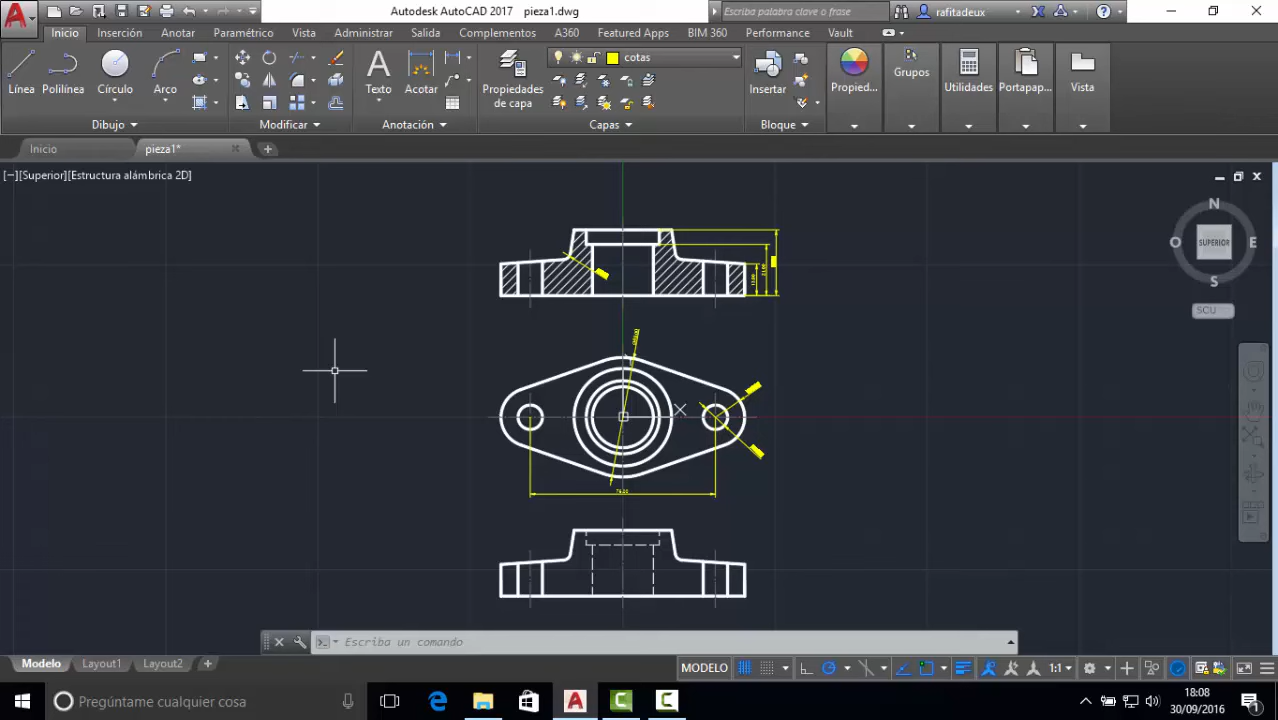 Autodesk AutoCAD 2017 pieza1.dwg
Escriba palabra clave o frase
rafitadeux
Inicio Inserción Anotar Paramétrico Vista Administrar Salida Complementos A360 Featured Apps BIM 360 Performance Vault
cotas
Línea Polilínea Círculo Arco
Texto Acotar
Propiedades de capa
Insertar
Propied... Grupos Utilidades Portapap... Vista
Dibujo Modificar Anotación Capas Bloque
Inicio pieza1*
[−][Superior][Estructura alámbrica 2D]
N
O SUPERIOR E
S
SCU
Escriba un comando
Modelo Layout1 Layout2
MODELO 1:1
Pregúntame cualquier cosa
18:08
30/09/2016